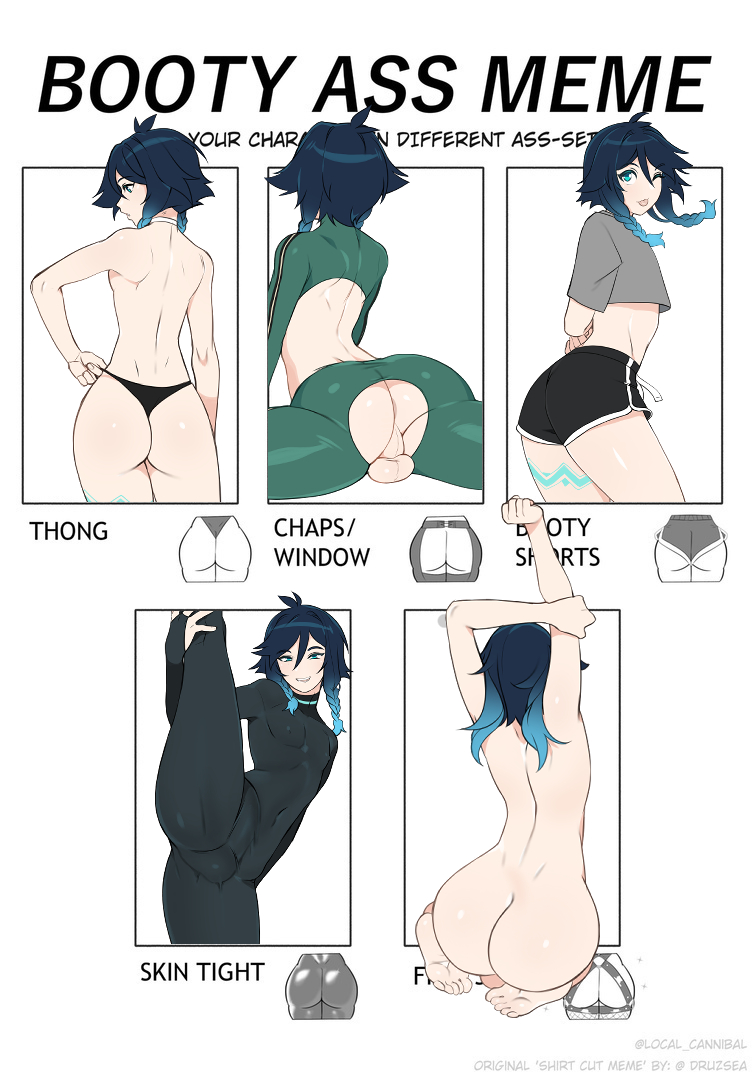 BOOTY ASS MEME
YOUR DIFFERENT ASS-SET
THONG
CHAPS/
WINDOW
BOOTY
SHORTS
SKIN TIGHT
@LOCAL_CANNIBAL
ORIGINAL 'SHIRT CUT MEME' BY: @ DRUZSEA